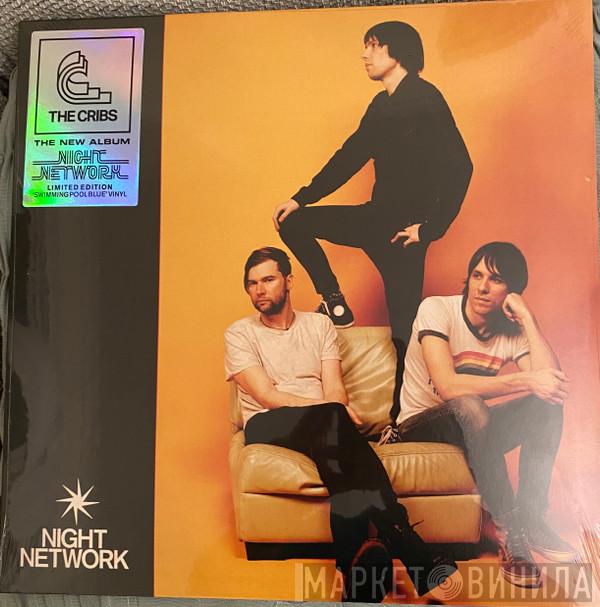 THE CRIBS
THE NEW ALBUM
NIGHT
NETWORK
LIMITED EDITION
'SWIMMING POOL BLUE' VINYL
NIGHT
NETWORK
МАРКЕТ ВИНИЛА